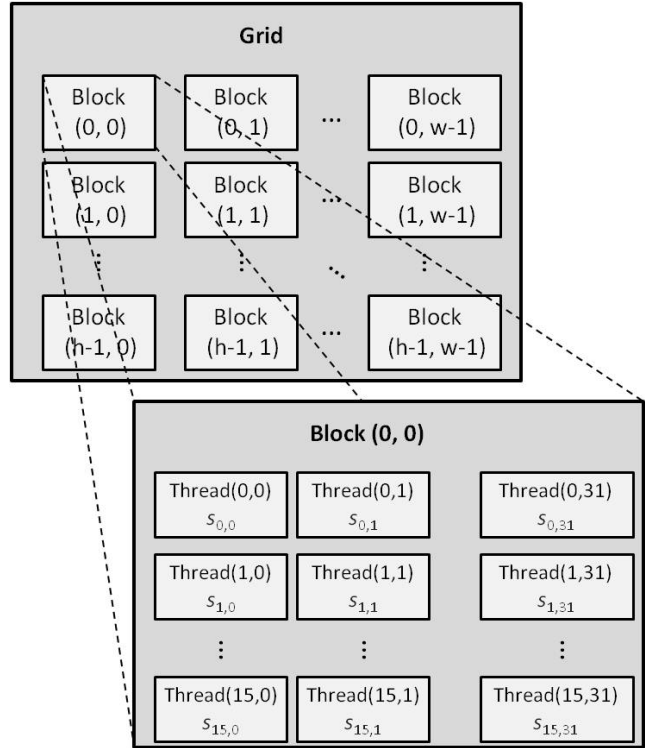 Grid
Block Block Block
(0, 0) (0, 1) ... (0, w-1)
Block Block Block
(1, 0) (1, 1) ... (1, w-1)
⋮ ⋮ ⋱ ⋮
Block Block Block
(h-1, 0) (h-1, 1) ... (h-1, w-1)
Block (0, 0)
Thread(0,0) Thread(0,1) Thread(0,31)
s0,0 s0,1 s0,31
Thread(1,0) Thread(1,1) Thread(1,31)
s1,0 s1,1 s1,31
⋮ ⋮ ⋮
Thread(15,0) Thread(15,1) Thread(15,31)
s15,0 s15,1 s15,31